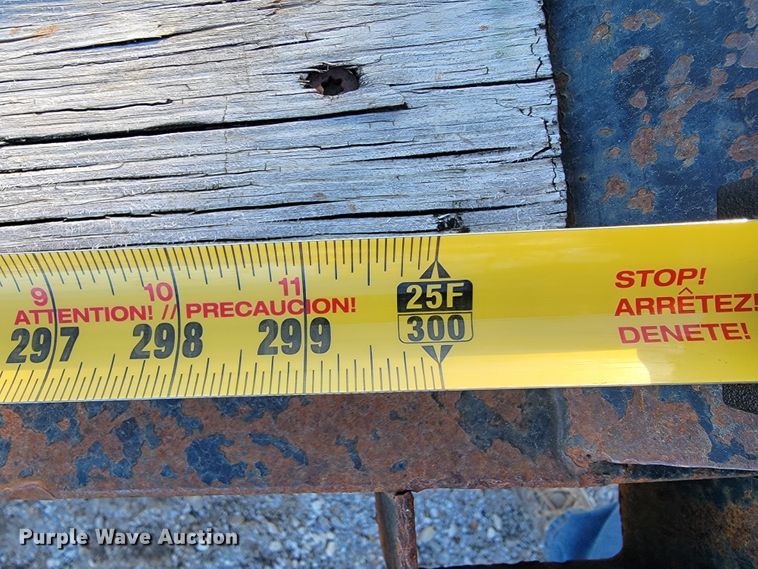 9 10 11
ATTENTION! // PRECAUCION!
297 298 299
25F
300
STOP!
ARRÊTEZ!
DENETE!
Purple Wave Auction